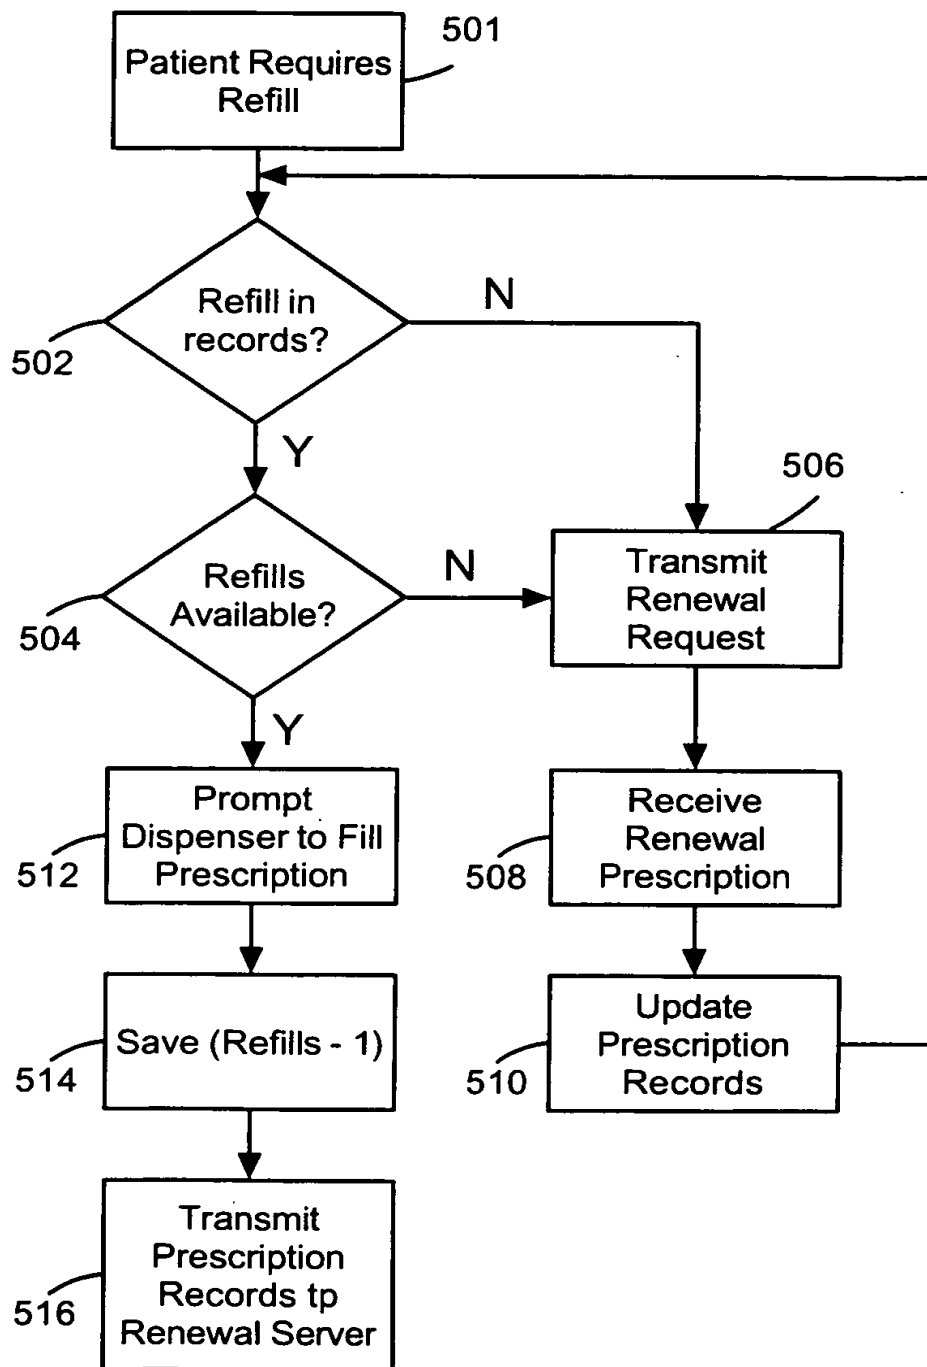 501
Patient Requires
Refill
Refill in
records?
N
502
Y
506
Refills
Available?
N
504
Transmit
Renewal
Request
Y
Prompt
Dispenser to Fill
Prescription
512
Receive
Renewal
Prescription
508
Save (Refills - 1)
514
Update
Prescription
Records
510
Transmit
Prescription
Records tp
Renewal Server
516